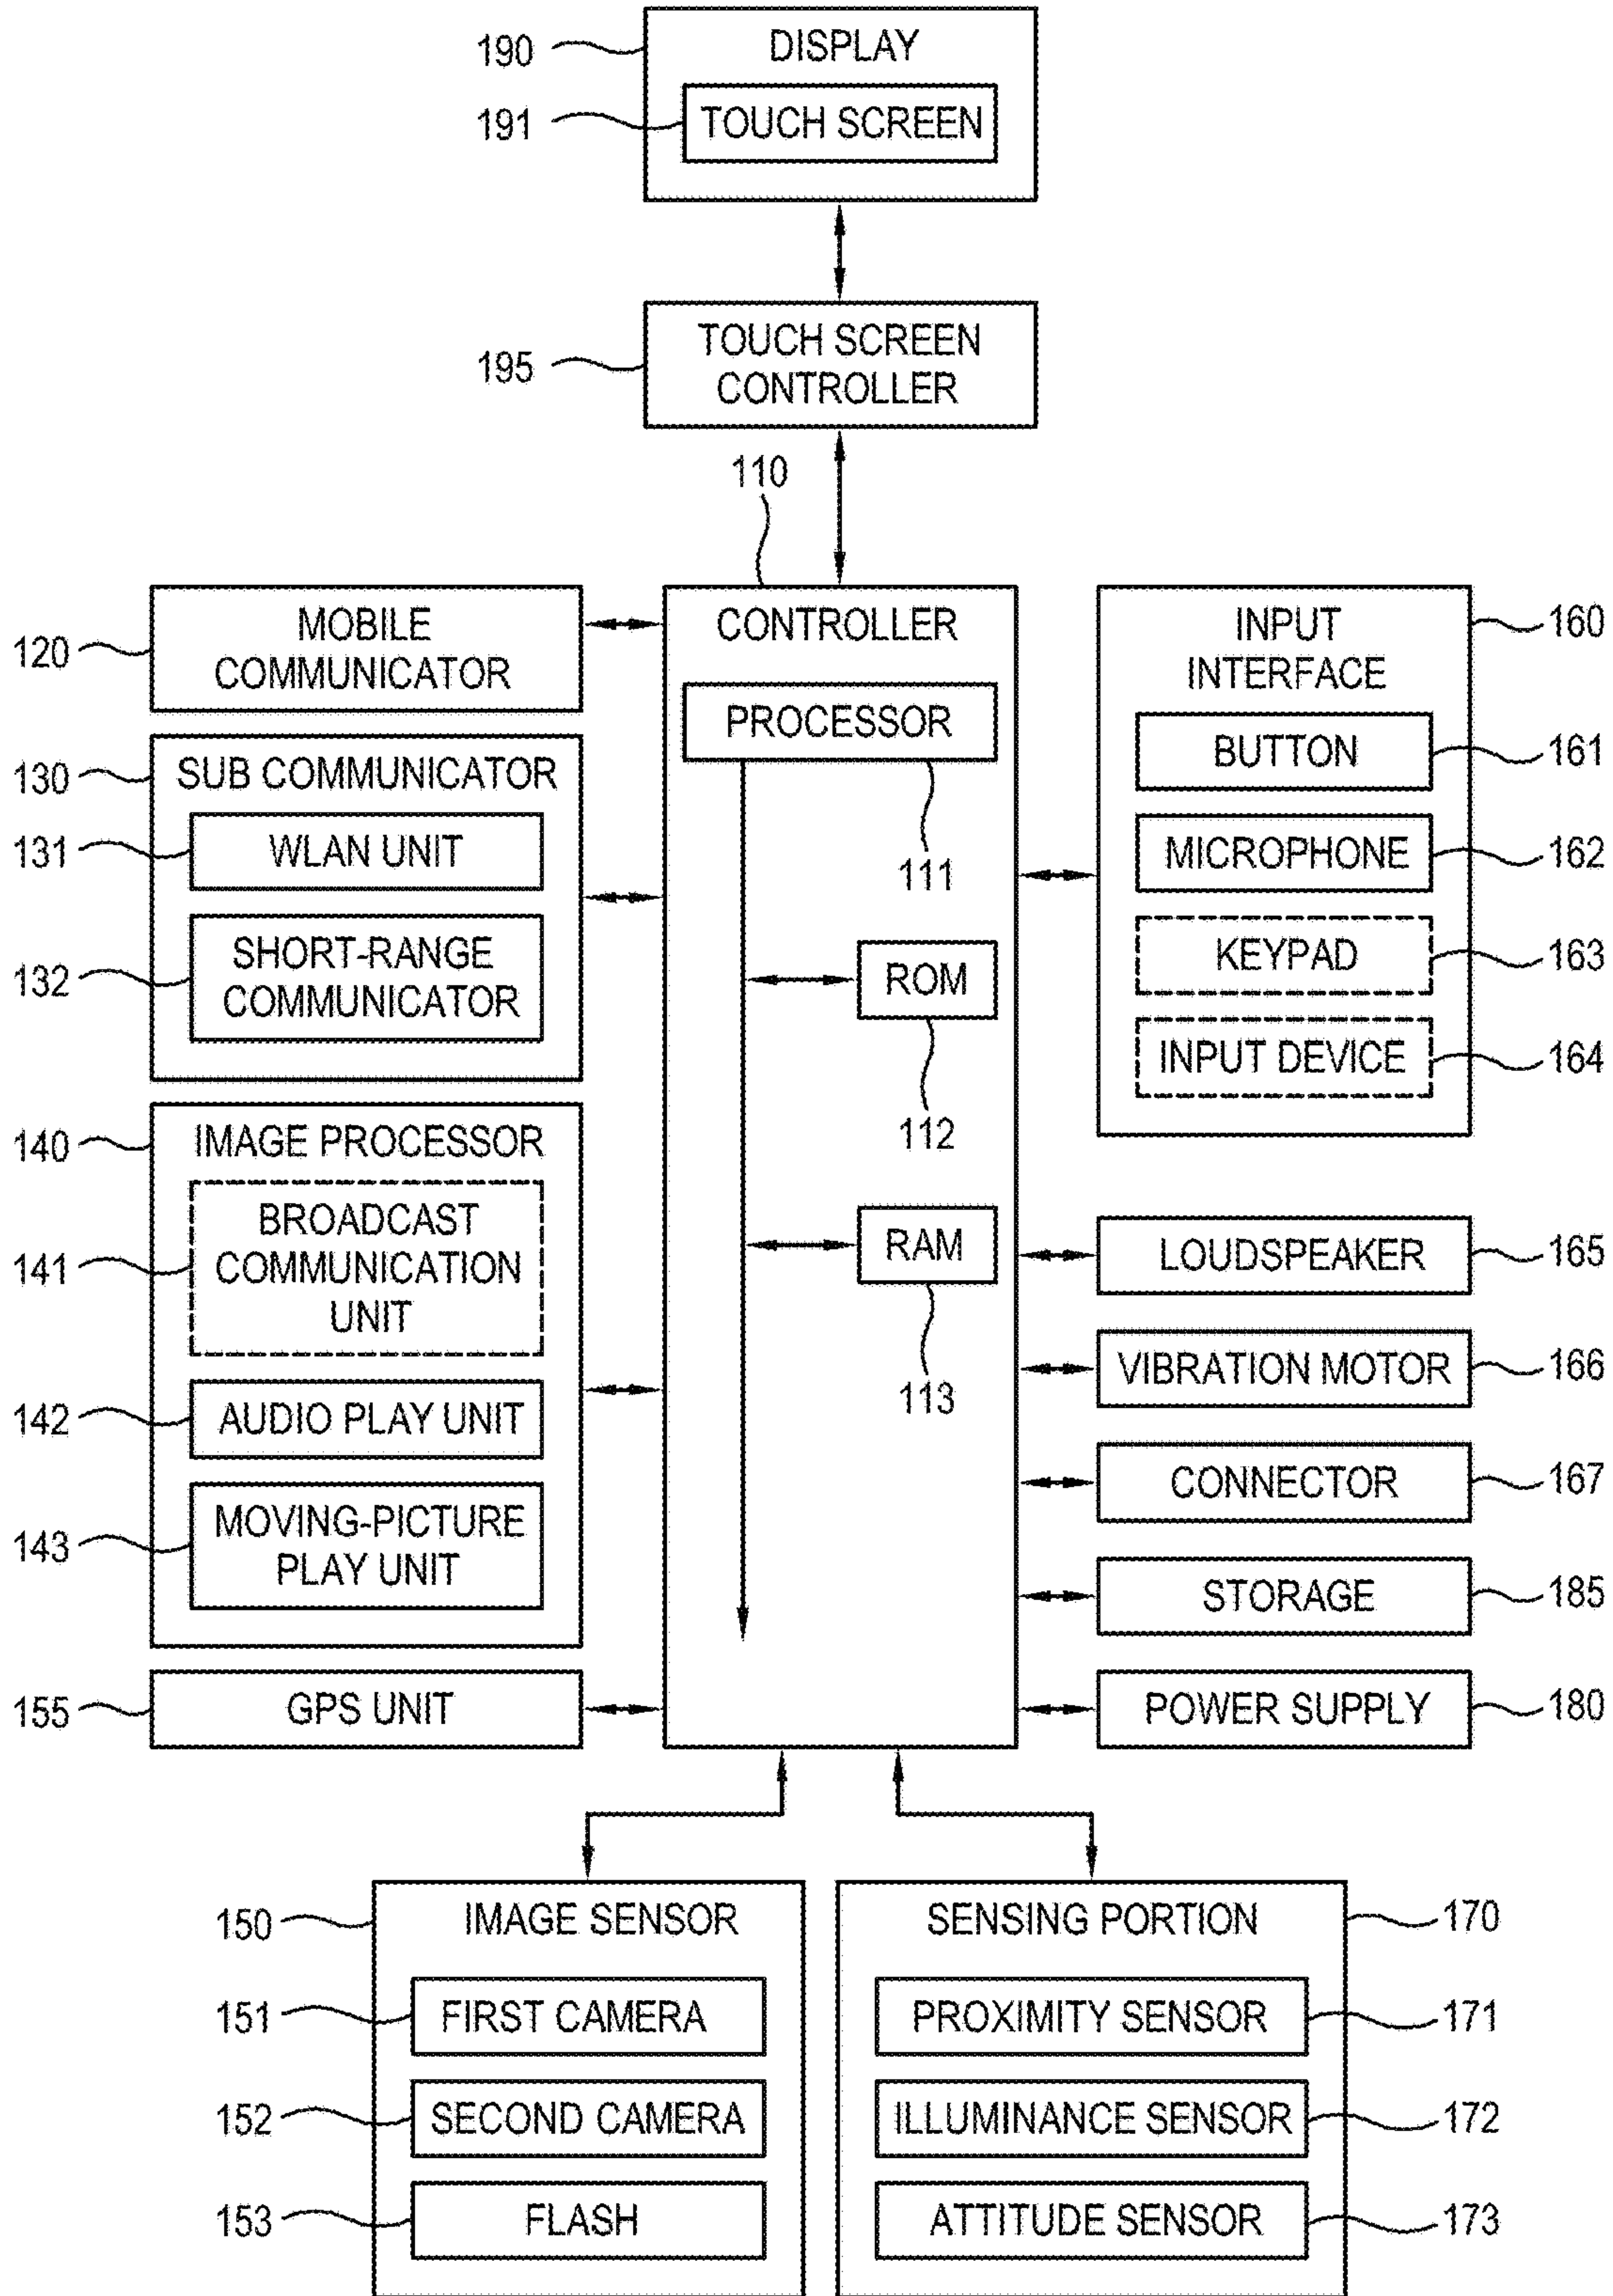 190
DISPLAY
191
TOUCH SCREEN
195
TOUCH SCREEN
CONTROLLER
110
120
MOBILE
COMMUNICATOR
130
SUB COMMUNICATOR
131
WLAN UNIT
132
SHORT-RANGE
COMMUNICATOR
140
IMAGE PROCESSOR
141
BROADCAST
COMMUNICATION
UNIT
142
AUDIO PLAY UNIT
143
MOVING-PICTURE
PLAY UNIT
155
GPS UNIT
CONTROLLER
PROCESSOR
111
ROM
112
RAM
113
INPUT
INTERFACE
160
BUTTON
161
MICROPHONE
162
KEYPAD
163
INPUT DEVICE
164
LOUDSPEAKER
165
VIBRATION MOTOR
166
CONNECTOR
167
STORAGE
185
POWER SUPPLY
180
150
IMAGE SENSOR
151
FIRST CAMERA
152
SECOND CAMERA
153
FLASH
SENSING PORTION
170
PROXIMITY SENSOR
171
ILLUMINANCE SENSOR
172
ATTITUDE SENSOR
173